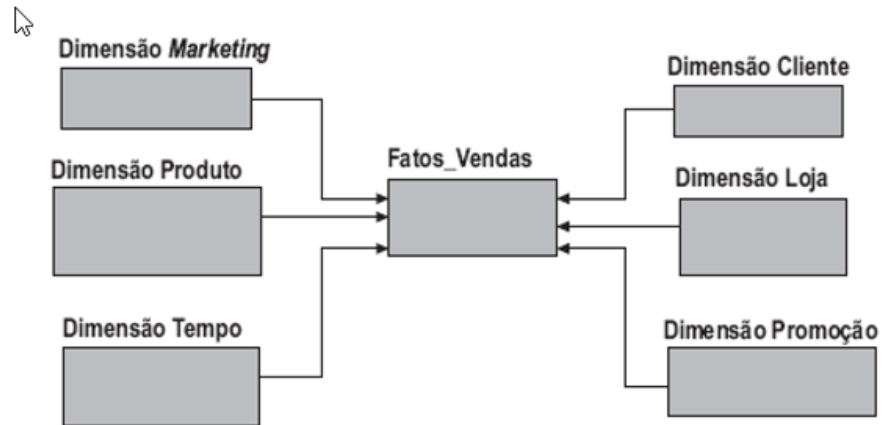 Dimensão Marketing
Dimensão Cliente
Dimensão Produto
Fatos_Vendas
Dimensão Loja
Dimensão Tempo
Dimensão Promoção